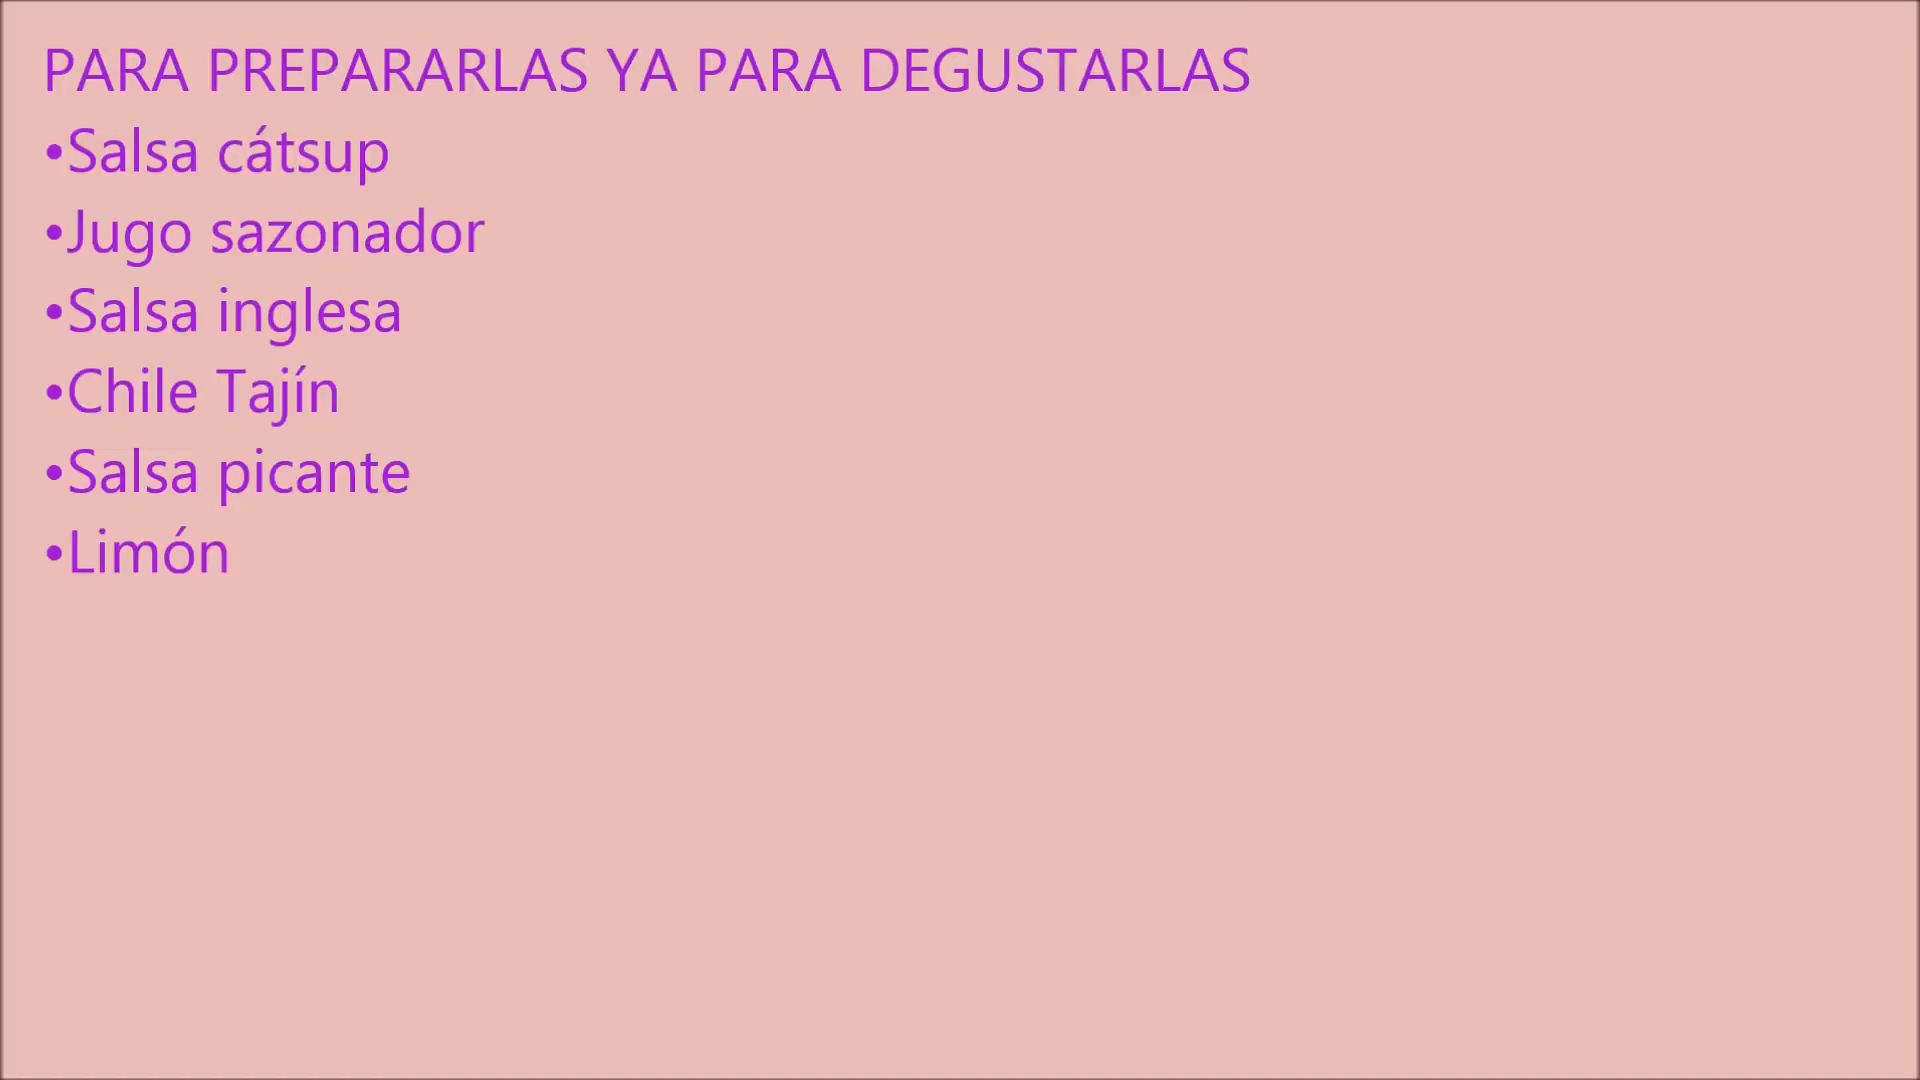 PARA PREPARARLAS YA PARA DEGUSTARLAS
•Salsa cátsup
•Jugo sazonador
•Salsa inglesa
•Chile Tajín
•Salsa picante
•Limón